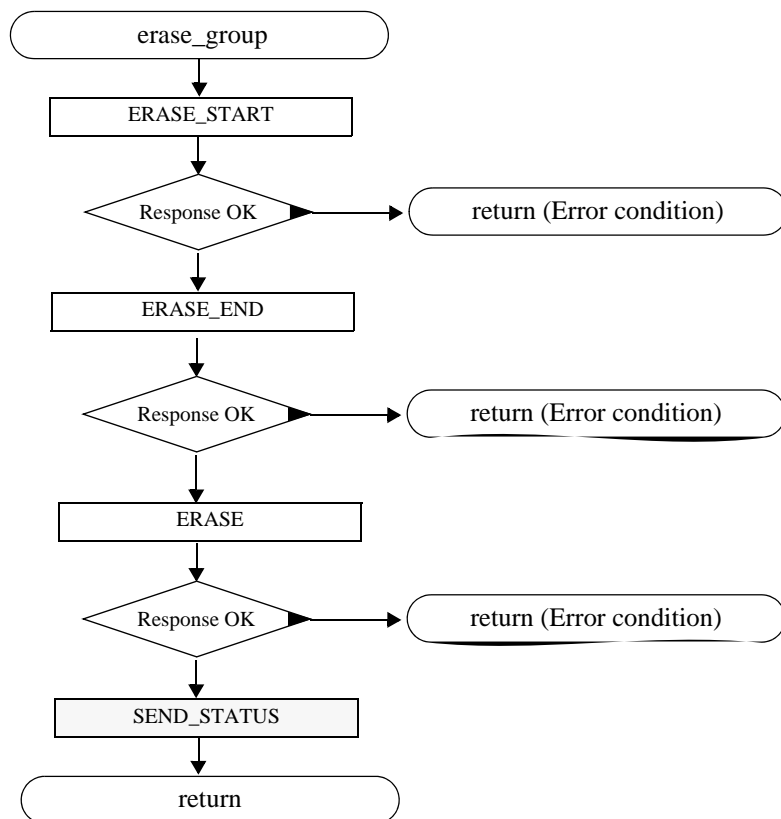 erase_group
ERASE_START
Response OK
return (Error condition)
ERASE_END
Response OK
return (Error condition)
ERASE
Response OK
return (Error condition)
SEND_STATUS
return